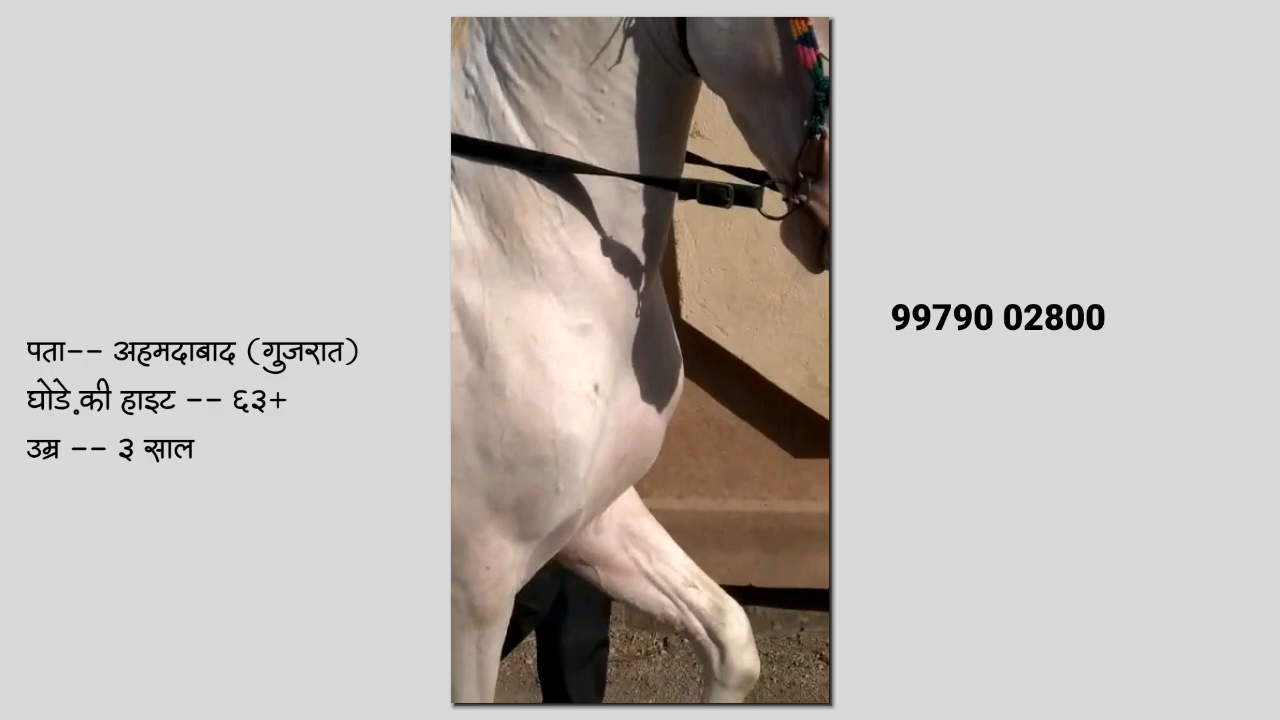 पता-- अहमदाबाद (गुजरात)
घोडे़की हाइट -- ६३+
उम्र -- ३ साल
99790 02800